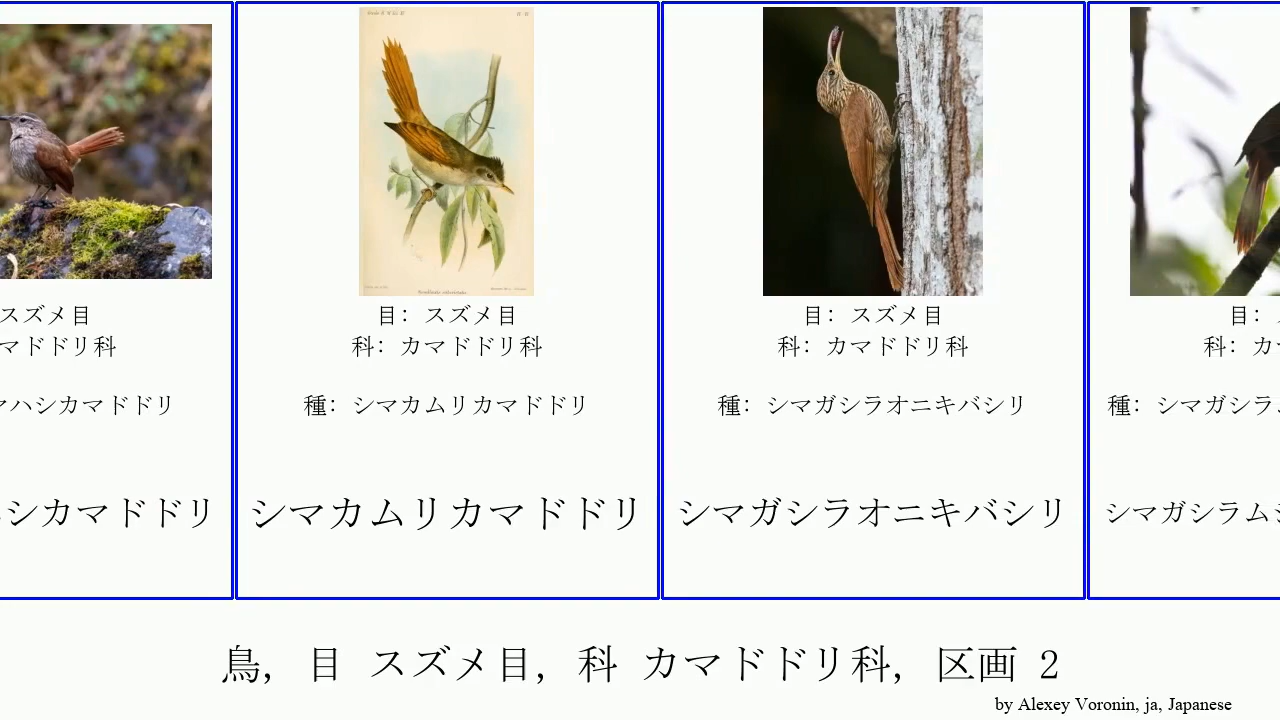 スズメ目
マドドリ科
ハシカマドドリ
シカマドドリ
目: スズメ目
科: カマドドリ科
種: シマカムリカマドドリ
シマカムリカマドドリ
目: スズメ目
科: カマドドリ科
種: シマガシラオニキバシリ
シマガシラオニキバシリ
目:
科: カ
種: シマガシラ
シマガシラム
鳥, 目 スズメ目, 科 カマドドリ科, 区画 2
by Alexey Voronin, ja, Japanese